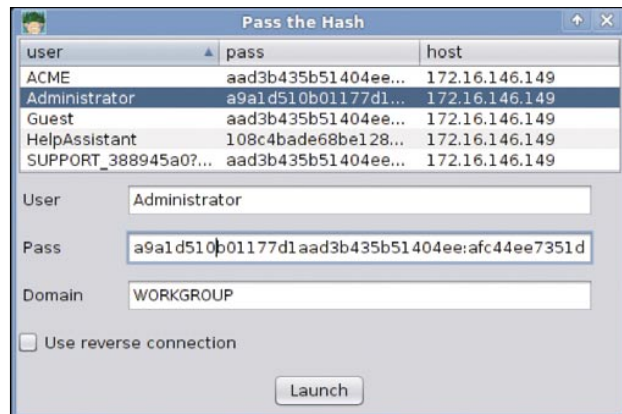 Pass the Hash
user pass host
ACME aad3b435b51404ee... 172.16.146.149
Administrator a9a1d510b01177d1... 172.16.146.149
Guest aad3b435b51404ee... 172.16.146.149
HelpAssistant 108c4bade68be128... 172.16.146.149
SUPPORT_388945a0?... aad3b435b51404ee... 172.16.146.149
User Administrator
Pass a9a1d510b01177d1aad3b435b51404ee:afc44ee7351d
Domain WORKGROUP
Use reverse connection
Launch